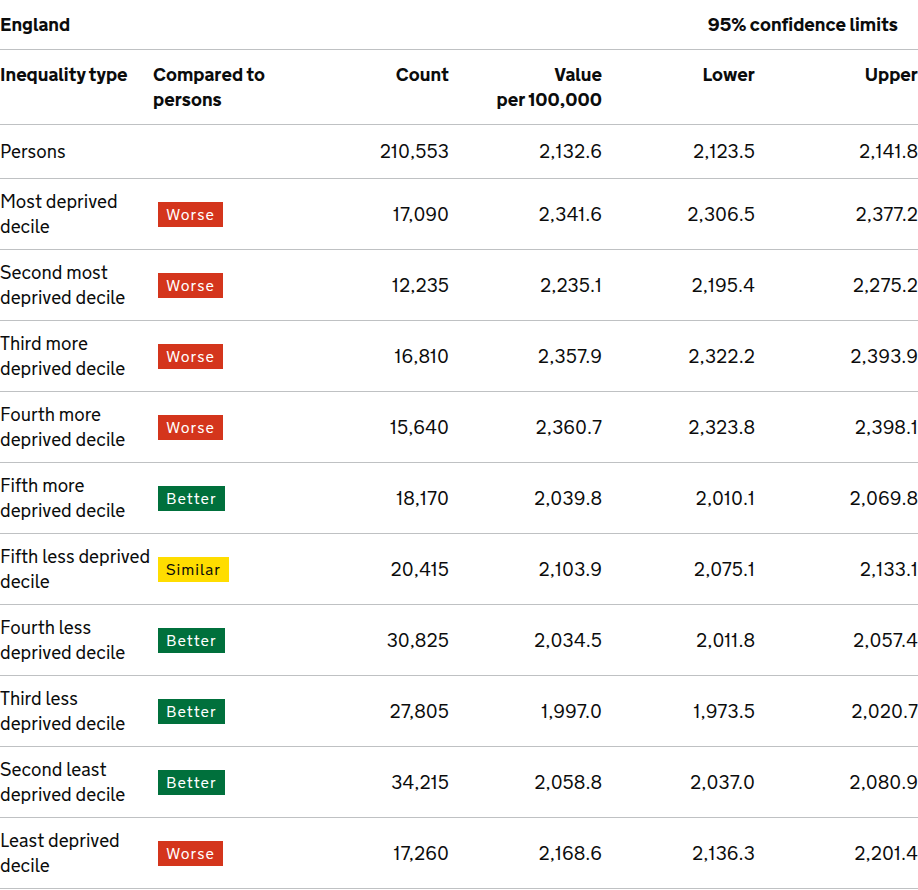 England 95% confidence limits
Inequality type Compared to persons Count Value per 100,000 Lower Upper
Persons 210,553 2,132.6 2,123.5 2,141.8
Most deprived decile Worse 17,090 2,341.6 2,306.5 2,377.2
Second most deprived decile Worse 12,235 2,235.1 2,195.4 2,275.2
Third more deprived decile Worse 16,810 2,357.9 2,322.2 2,393.9
Fourth more deprived decile Worse 15,640 2,360.7 2,323.8 2,398.1
Fifth more deprived decile Better 18,170 2,039.8 2,010.1 2,069.8
Fifth less deprived decile Similar 20,415 2,103.9 2,075.1 2,133.1
Fourth less deprived decile Better 30,825 2,034.5 2,011.8 2,057.4
Third less deprived decile Better 27,805 1,997.0 1,973.5 2,020.7
Second least deprived decile Better 34,215 2,058.8 2,037.0 2,080.9
Least deprived decile Worse 17,260 2,168.6 2,136.3 2,201.4